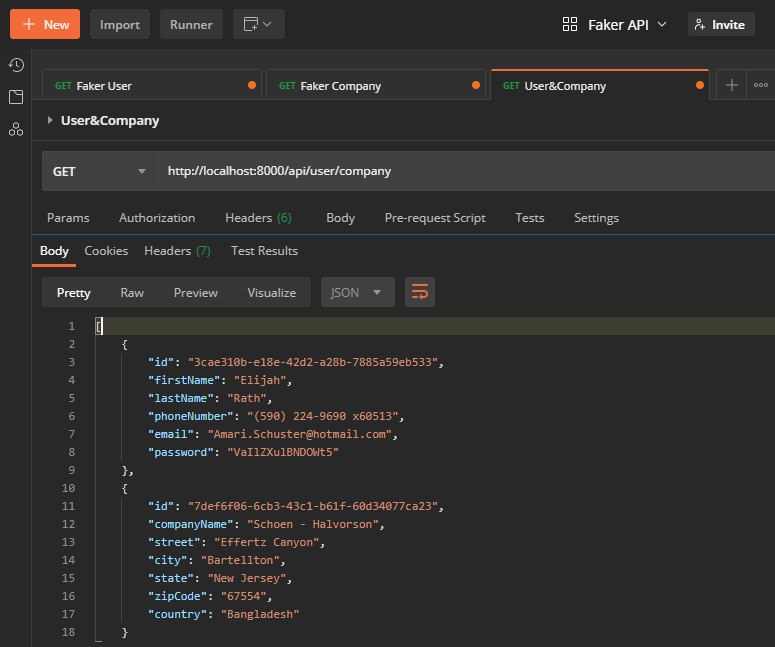 + New Import Runner Faker API Invite
GET Faker User GET Faker Company GET User&Company + ooo
User&Company
GET http://localhost:8000/api/user/company
Params Authorization Headers (6) Body Pre-request Script Tests Settings
Body Cookies Headers (7) Test Results
Pretty Raw Preview Visualize JSON
1 [
2 {
3 "id": "3cae310b-e18e-42d2-a28b-7885a59eb533",
4 "firstName": "Elijah",
5 "lastName": "Rath",
6 "phoneNumber": "(590) 224-9690 x60513",
7 "email": "Amari.Schuster@hotmail.com",
8 "password": "VaIlZXulBNDOWt5"
9 },
10 {
11 "id": "7def6f06-6cb3-43c1-b61f-60d34077ca23",
12 "companyName": "Schoen - Halvorson",
13 "street": "Effertz Canyon",
14 "city": "Bartellton",
15 "state": "New Jersey",
16 "zipCode": "67554",
17 "country": "Bangladesh"
18 }